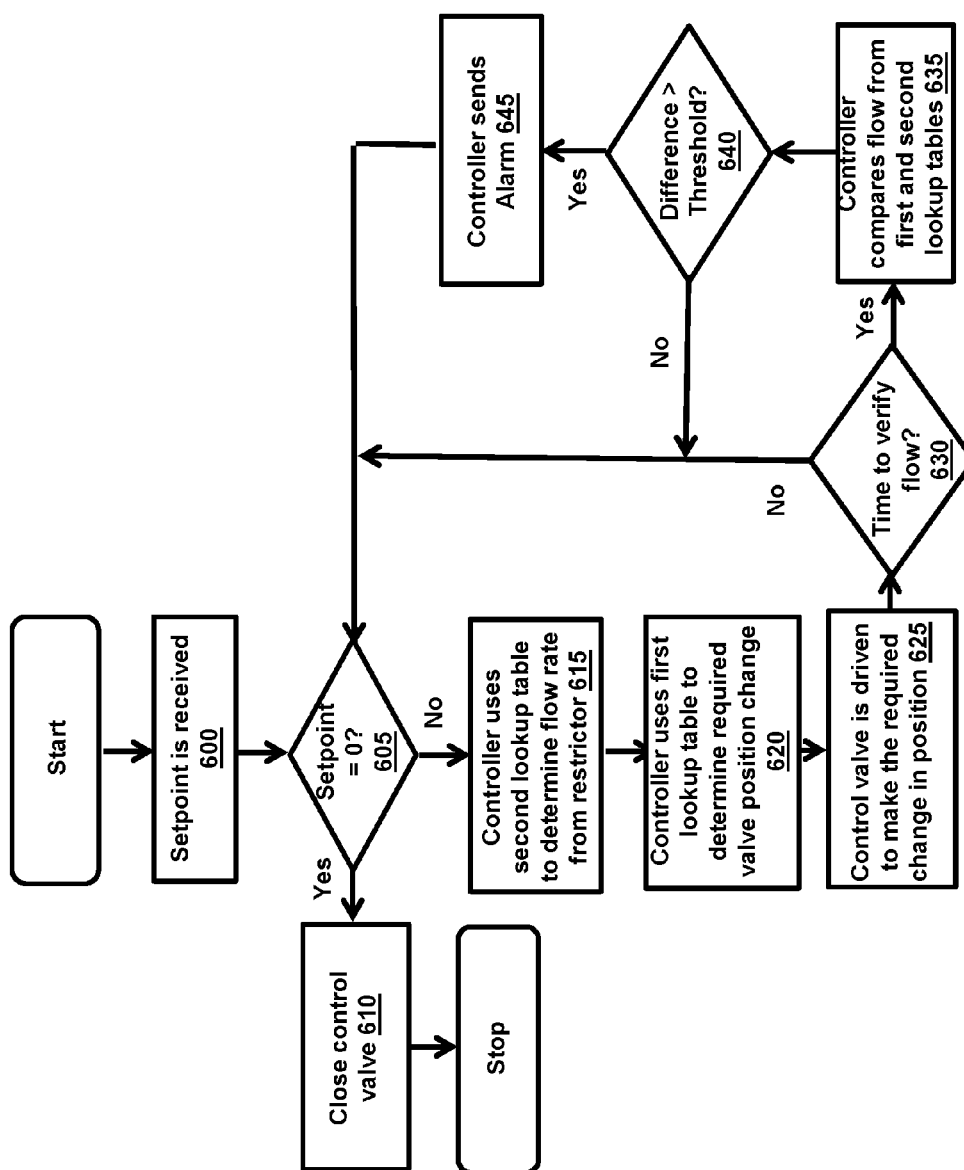 Start
Setpoint is received
600
Setpoint
= 0?
605
Yes
No
Close control
valve 610
Stop
Controller uses
second lookup table
to determine flow rate
from restrictor 615
Controller uses first
lookup table to
determine required
valve position change
620
Control valve is driven
to make the required
change in position 625
Time to verify
flow?
630
No
Yes
Controller
compares flow from
first and second
lookup tables 635
Difference >
Threshold?
640
No
Yes
Controller sends
Alarm 645